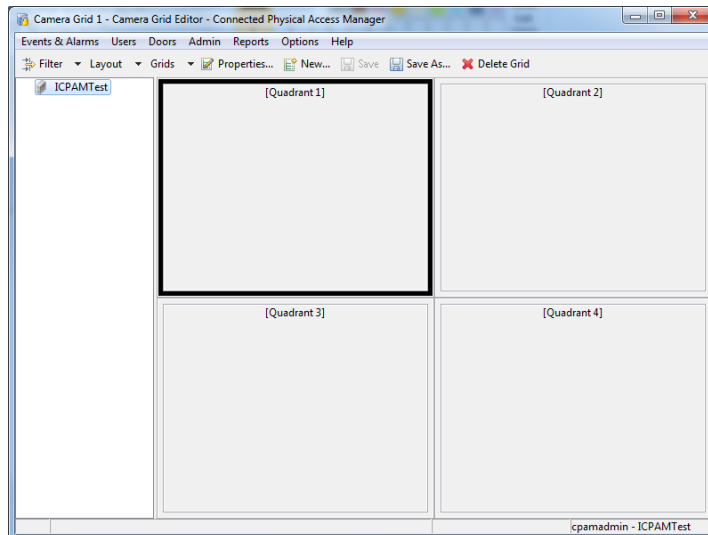 Camera Grid 1 - Camera Grid Editor - Connected Physical Access Manager
Events & Alarms Users Doors Admin Reports Options Help
Filter Layout Grids Properties... New... Save Save As... Delete Grid
ICPAMTest
[Quadrant 1] [Quadrant 2]
[Quadrant 3] [Quadrant 4]
cpamadmin - ICPAMTest